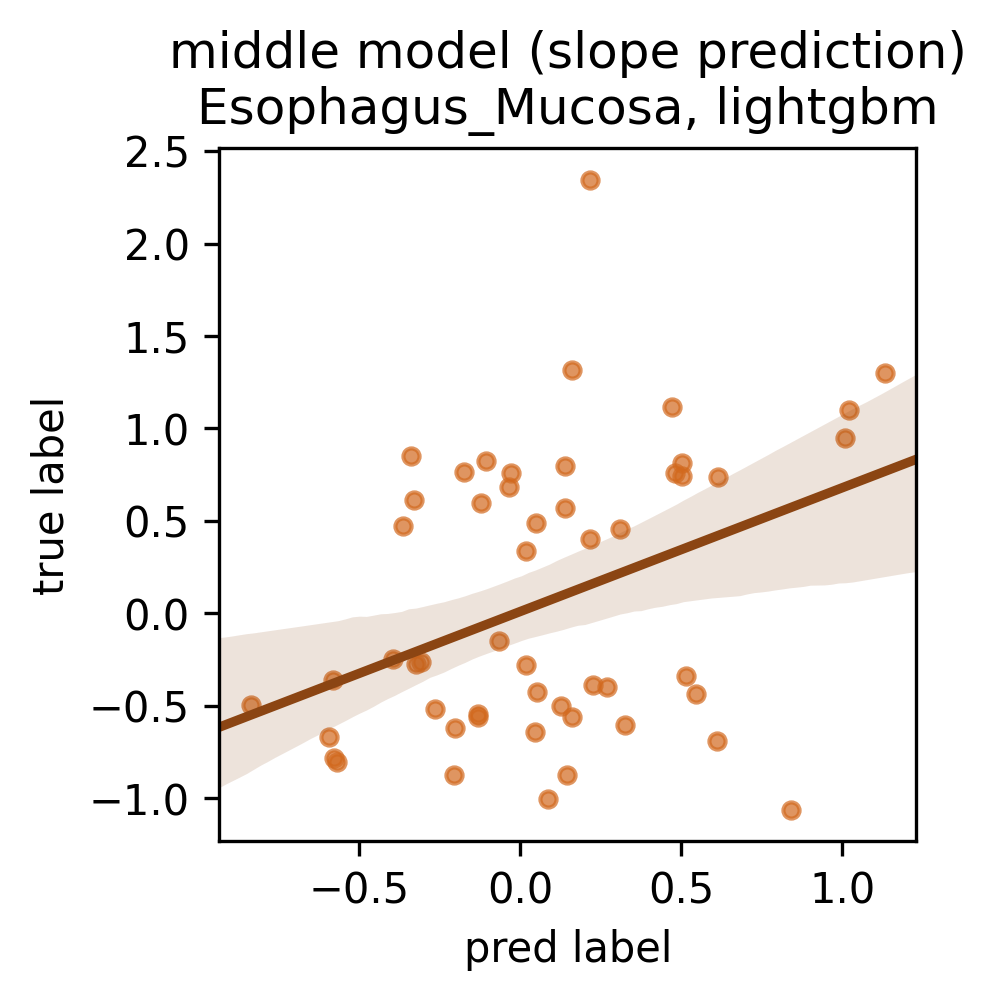 middle model (slope prediction)
Esophagus_Mucosa, lightgbm
2.5
2.0
1.5
1.0
0.5
0.0
−0.5
−1.0
true label
−0.5 0.0 0.5 1.0
pred label